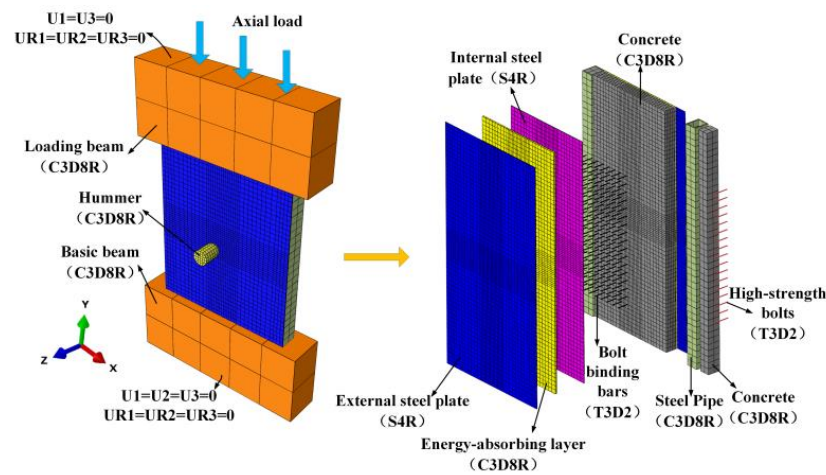 U1=U3=0
UR1=UR2=UR3=0
Axial load
Loading beam
（C3D8R）
Hummer
（C3D8R）
Basic beam
（C3D8R）
Y
Z
X
U1=U2=U3=0
UR1=UR2=UR3=0
Internal steel
plate（S4R）
Concrete
（C3D8R）
External steel plate
（S4R）
Energy-absorbing layer
（C3D8R）
Bolt
binding
bars
（T3D2）
High-strength
bolts
（T3D2）
Steel Pipe
（C3D8R）
Concrete
（C3D8R）